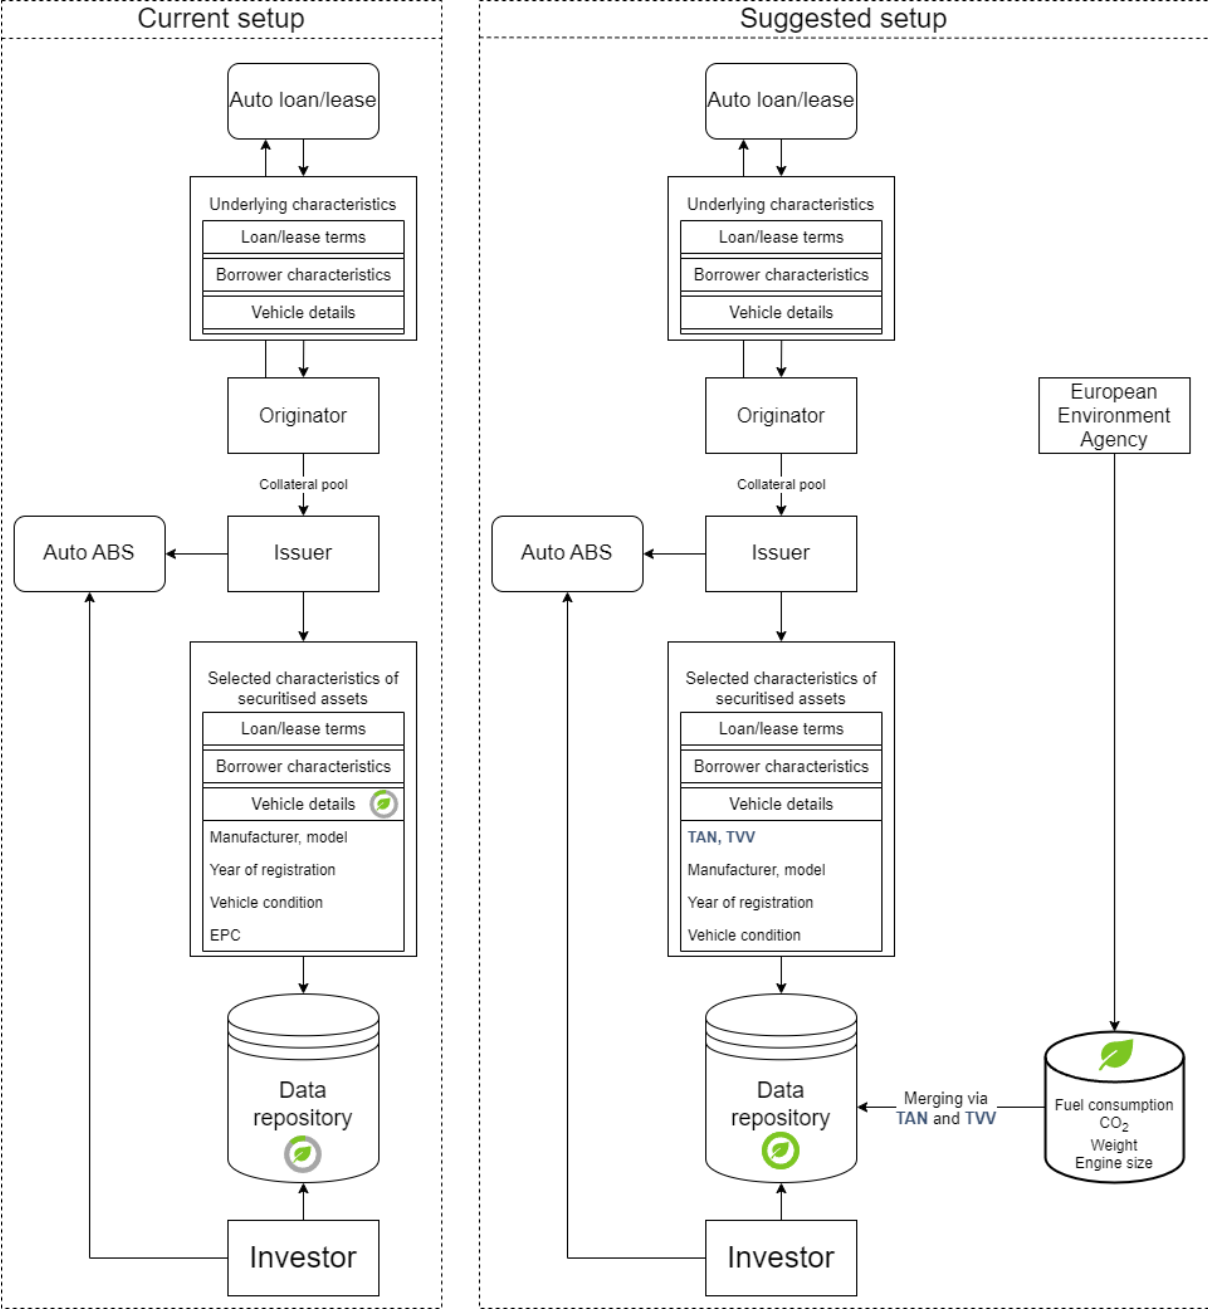 Current setup
Auto loan/lease
Underlying characteristics
Loan/lease terms
Borrower characteristics
Vehicle details
Originator
Collateral pool
Auto ABS
Issuer
Selected characteristics of
securitised assets
Loan/lease terms
Borrower characteristics
Vehicle details
Manufacturer, model
Year of registration
Vehicle condition
EPC
Data
repository
Investor
Suggested setup
Auto loan/lease
Underlying characteristics
Loan/lease terms
Borrower characteristics
Vehicle details
Originator
European
Environment
Agency
Collateral pool
Auto ABS
Issuer
Selected characteristics of
securitised assets
Loan/lease terms
Borrower characteristics
Vehicle details
TAN, TVV
Manufacturer, model
Year of registration
Vehicle condition
Data
repository
Merging via
TAN and TVV
Fuel consumption
CO₂
Weight
Engine size
Investor